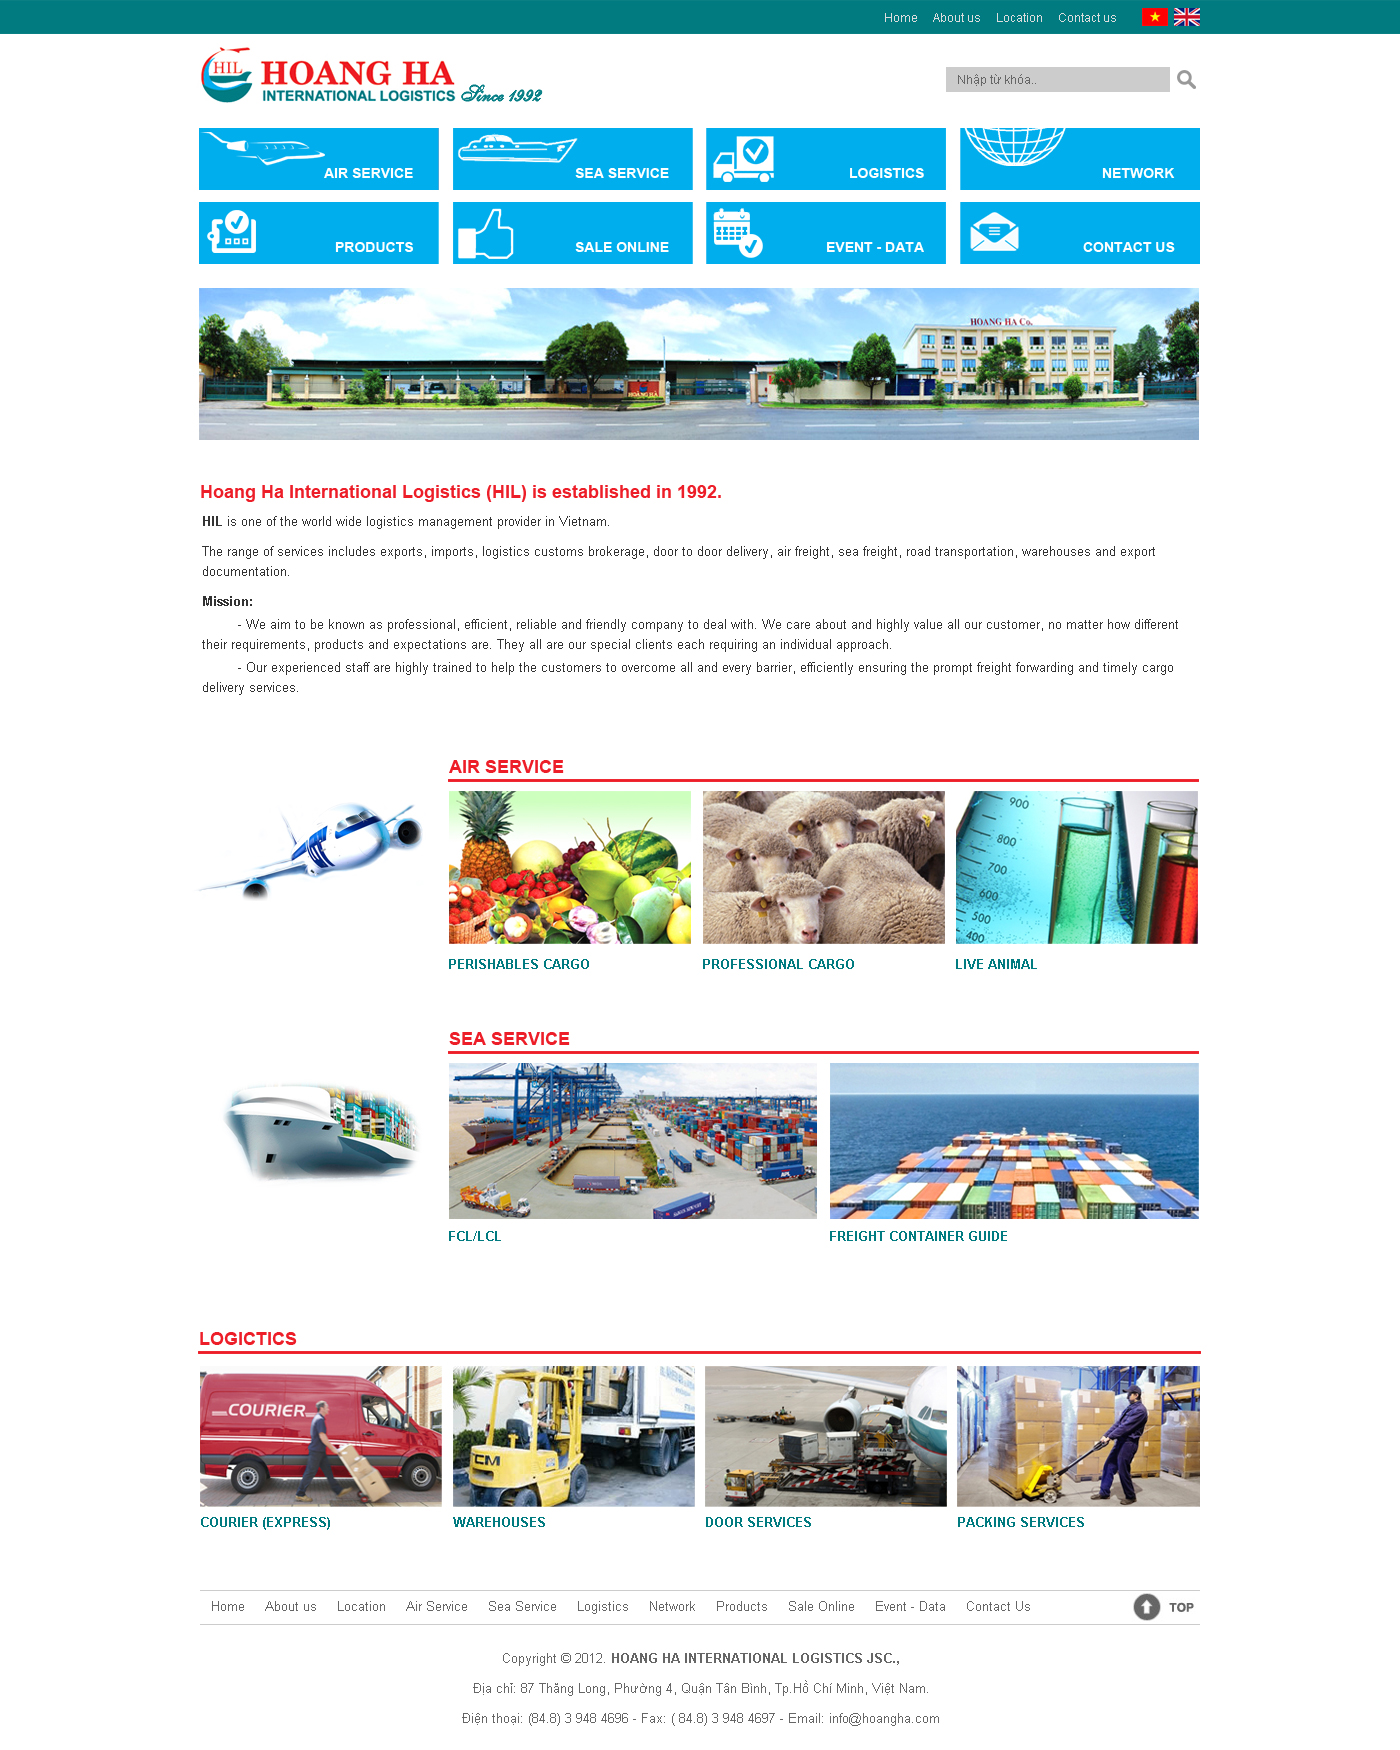 Home About us Location Contact us
HIL HOANG HA
INTERNATIONAL LOGISTICS Since 1992
Nhập từ khóa..
AIR SERVICE SEA SERVICE LOGISTICS NETWORK
PRODUCTS SALE ONLINE EVENT - DATA CONTACT US
HOANG HA Co.
HOANG HA
Hoang Ha International Logistics (HIL) is established in 1992.
HIL is one of the world wide logistics management provider in Vietnam.
The range of services includes exports, imports, logistics customs brokerage, door to door delivery, air freight, sea freight, road transportation, warehouses and export
documentation.
Mission:
- We aim to be known as professional, efficient, reliable and friendly company to deal with. We care about and highly value all our customer, no matter how different
their requirements, products and expectations are. They all are our special clients each requiring an individual approach.
- Our experienced staff are highly trained to help the customers to overcome all and every barrier, efficiently ensuring the prompt freight forwarding and timely cargo
delivery services.
AIR SERVICE
900
800
700
600
500
400
PERISHABLES CARGO PROFESSIONAL CARGO LIVE ANIMAL
SEA SERVICE
APL
FCL/LCL FREIGHT CONTAINER GUIDE
LOGICTICS
COURIER
TCM
COURIER (EXPRESS) WAREHOUSES DOOR SERVICES PACKING SERVICES
Home About us Location Air Service Sea Service Logistics Network Products Sale Online Event - Data Contact Us TOP
Copyright © 2012. HOANG HA INTERNATIONAL LOGISTICS JSC.,
Địa chỉ: 87 Thăng Long, Phường 4, Quận Tân Bình, Tp.Hồ Chí Minh, Việt Nam.
Điện thoại: (84.8) 3 948 4696 - Fax: ( 84.8) 3 948 4697 - Email: info@hoangha.com